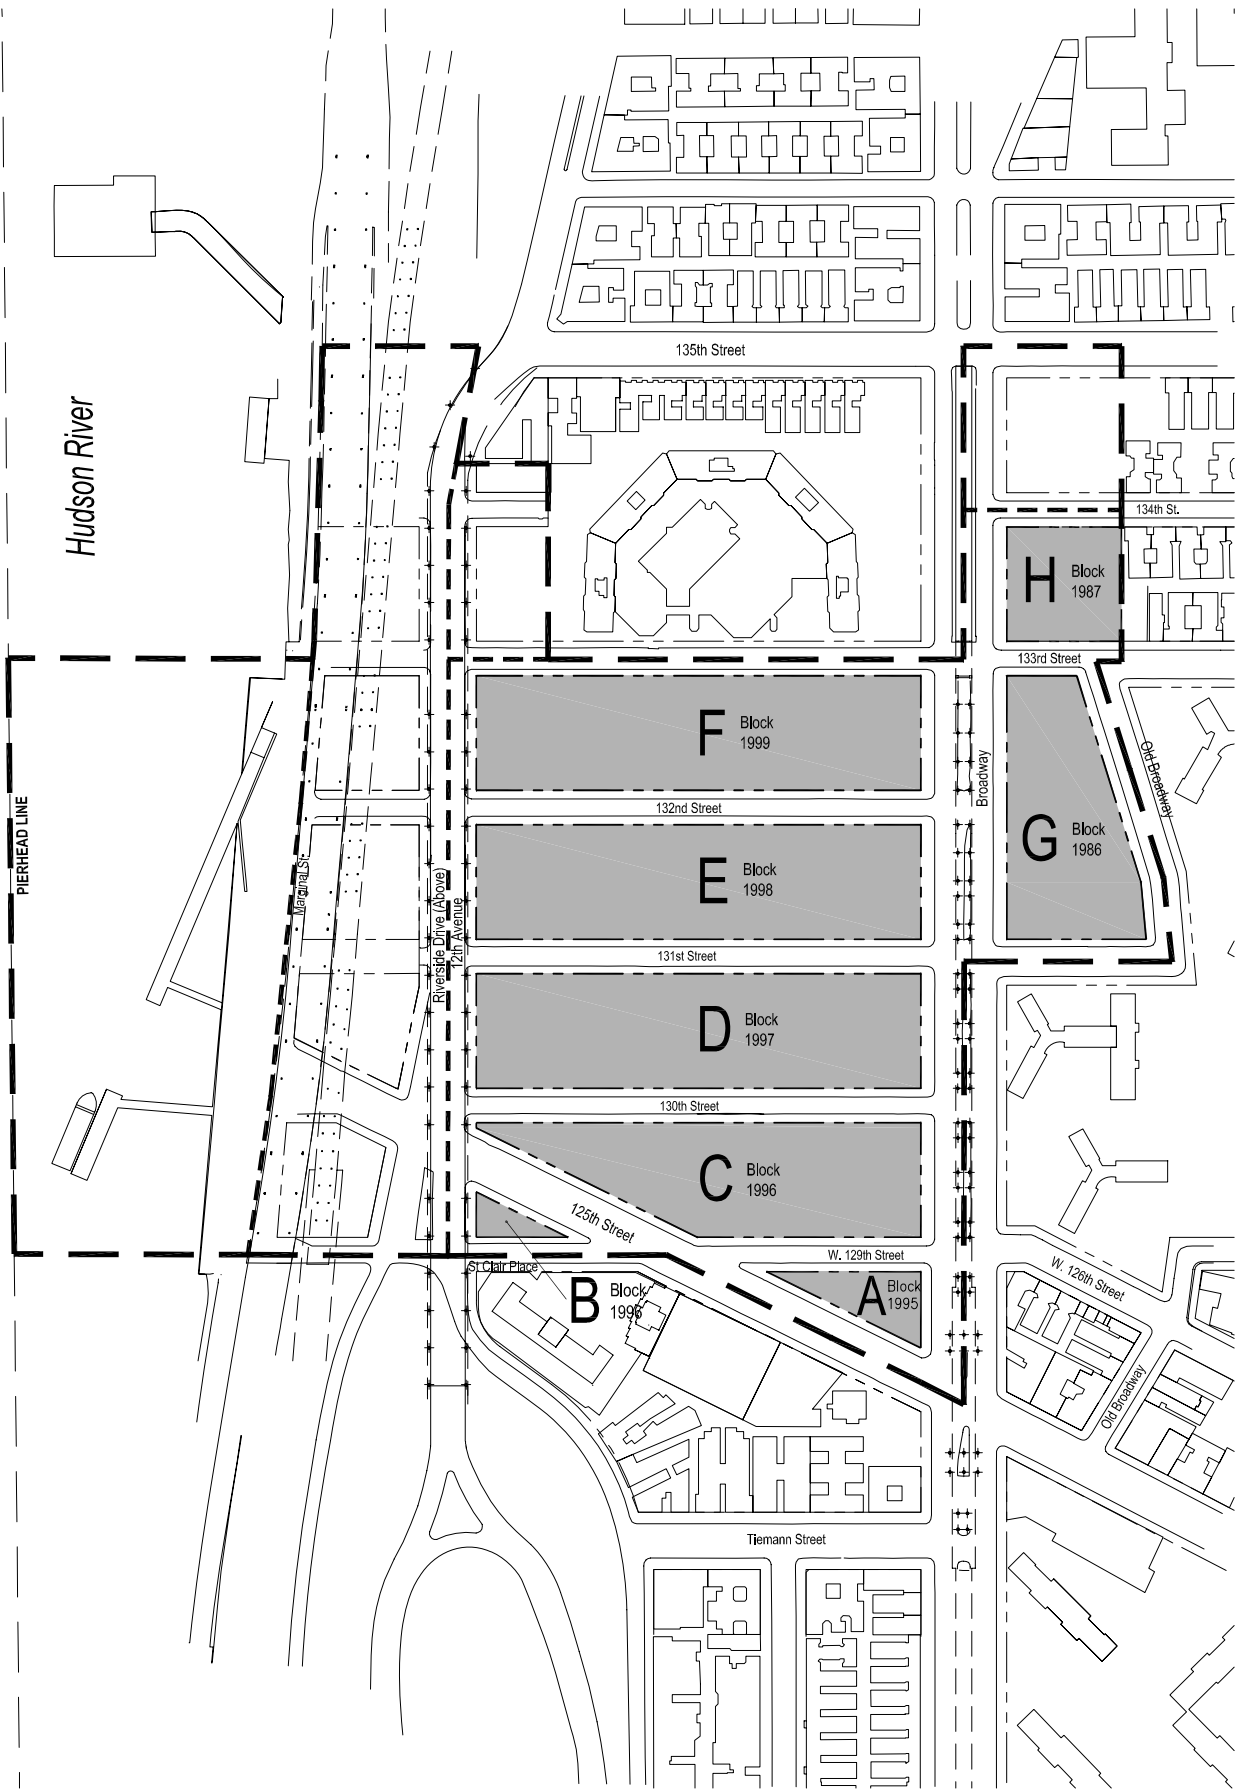 135th Street
Hudson River
134th St.
H
Block
1987
133rd Street
F
Block
1999
Old Broadway
Broadway
132nd Street
PIERHEAD LINE
G
Block
1986
E
Block
1998
Marginal St.
Riverside Drive (Above)
12th Avenue
131st Street
D
Block
1997
130th Street
C
Block
1996
125th Street
W. 129th Street
St Clair Place
W. 126th Street
B
Block
1996
A
Block
1995
Old Broadway
Tiemann Street